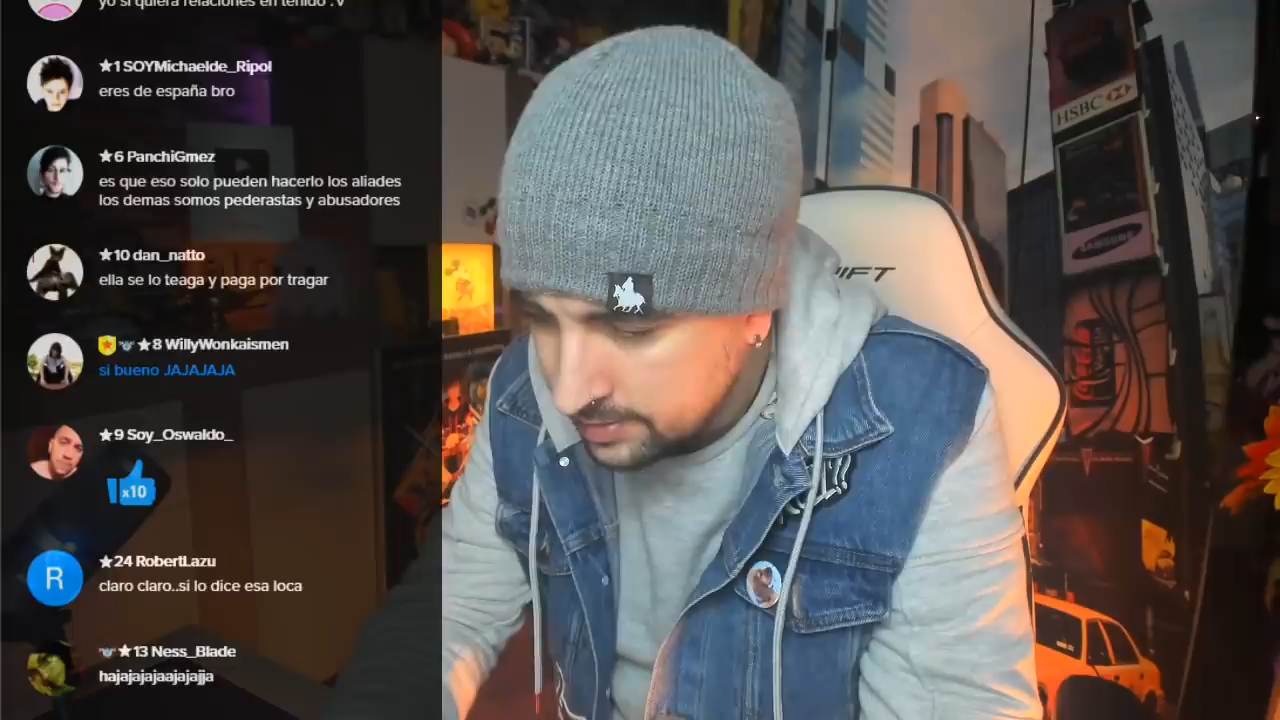 yo si quiera relaciones en tenido :v
★1 SOYMichaelde_Ripol
eres de españa bro
★6 PanchiGmez
es que eso solo pueden hacerlo los aliades
los demas somos pederastas y abusadores
★10 dan_natto
ella se lo teaga y paga por tragar
★8 WillyWonkaismen
si bueno JAJAJAJA
★9 Soy_Oswaldo_
x10
R
★24 RobertLazu
claro claro..si lo dice esa loca
★13 Ness_Blade
hajajajajaajajajja
HSBC
SAMSUNG
IFT